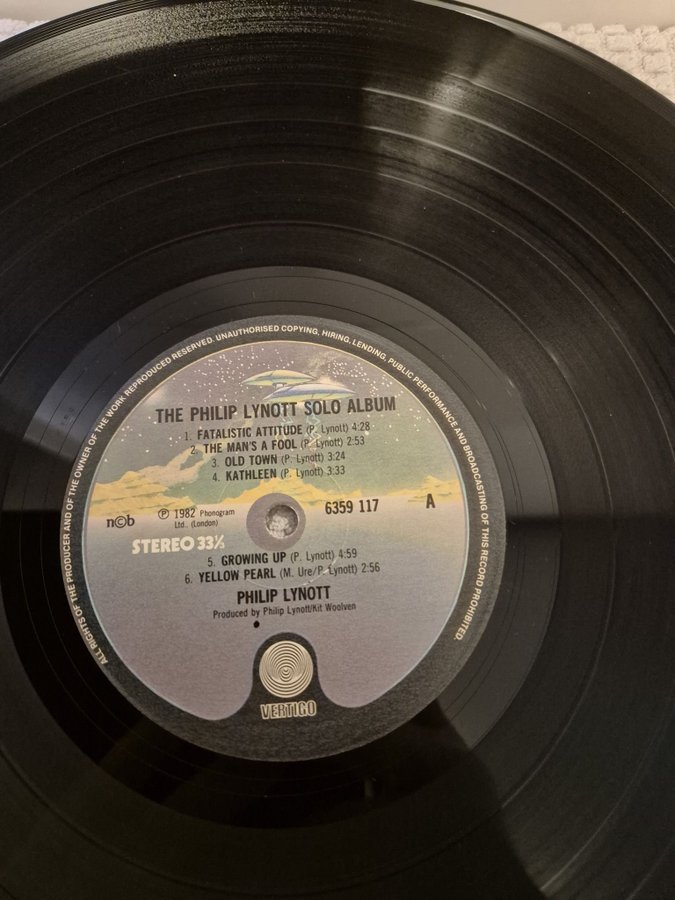 ALL RIGHTS OF THE PRODUCER AND OF THE OWNER OF THE WORK REPRODUCED RESERVED. UNAUTHORISED COPYING, HIRING, LENDING, PUBLIC PERFORMANCE AND BROADCASTING OF THIS RECORD PROHIBITED.
THE PHILIP LYNOTT SOLO ALBUM
1. FATALISTIC ATTITUDE (P. Lynott) 4:28
2. THE MAN'S A FOOL (P. Lynott) 2:53
3. OLD TOWN (P. Lynott) 3:24
4. KATHLEEN (P. Lynott) 3:33
n©b
℗ 1982 Phonogram
Ltd.. (London)
6359 117
A
STEREO 33⅓
5. GROWING UP (P. Lynott) 4:59
6. YELLOW PEARL (M. Ure/P. Lynott) 2:56
PHILIP LYNOTT
Produced by Philip Lynott/Kit Woolven
VERTIGO